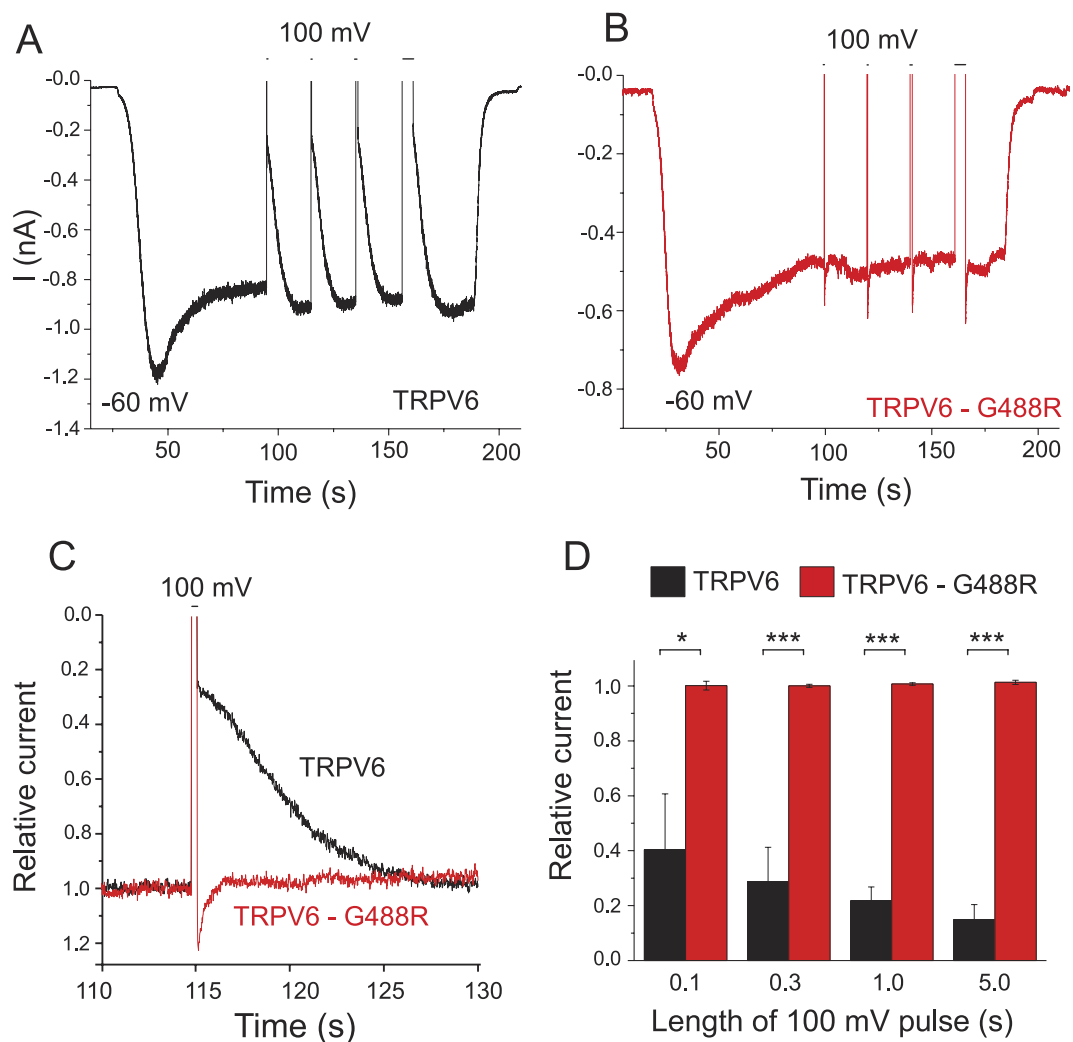 A
100 mV
-0.0
-0.2
-0.4
-0.6
-0.8
-1.0
-1.2
-1.4
I (nA)
-60 mV
TRPV6
50
100
150
200
Time (s)
B
100 mV
-0.0
-0.2
-0.4
-0.6
-0.8
-60 mV
TRPV6 - G488R
50
100
150
200
Time (s)
C
100 mV
0.0
0.2
0.4
0.6
0.8
1.0
1.2
Relative current
TRPV6
TRPV6 - G488R
110
115
120
125
130
Time (s)
D
TRPV6
TRPV6 - G488R
* *** *** ***
1.0
0.8
0.6
0.4
0.2
0.0
Relative current
0.1
0.3
1.0
5.0
Length of 100 mV pulse (s)